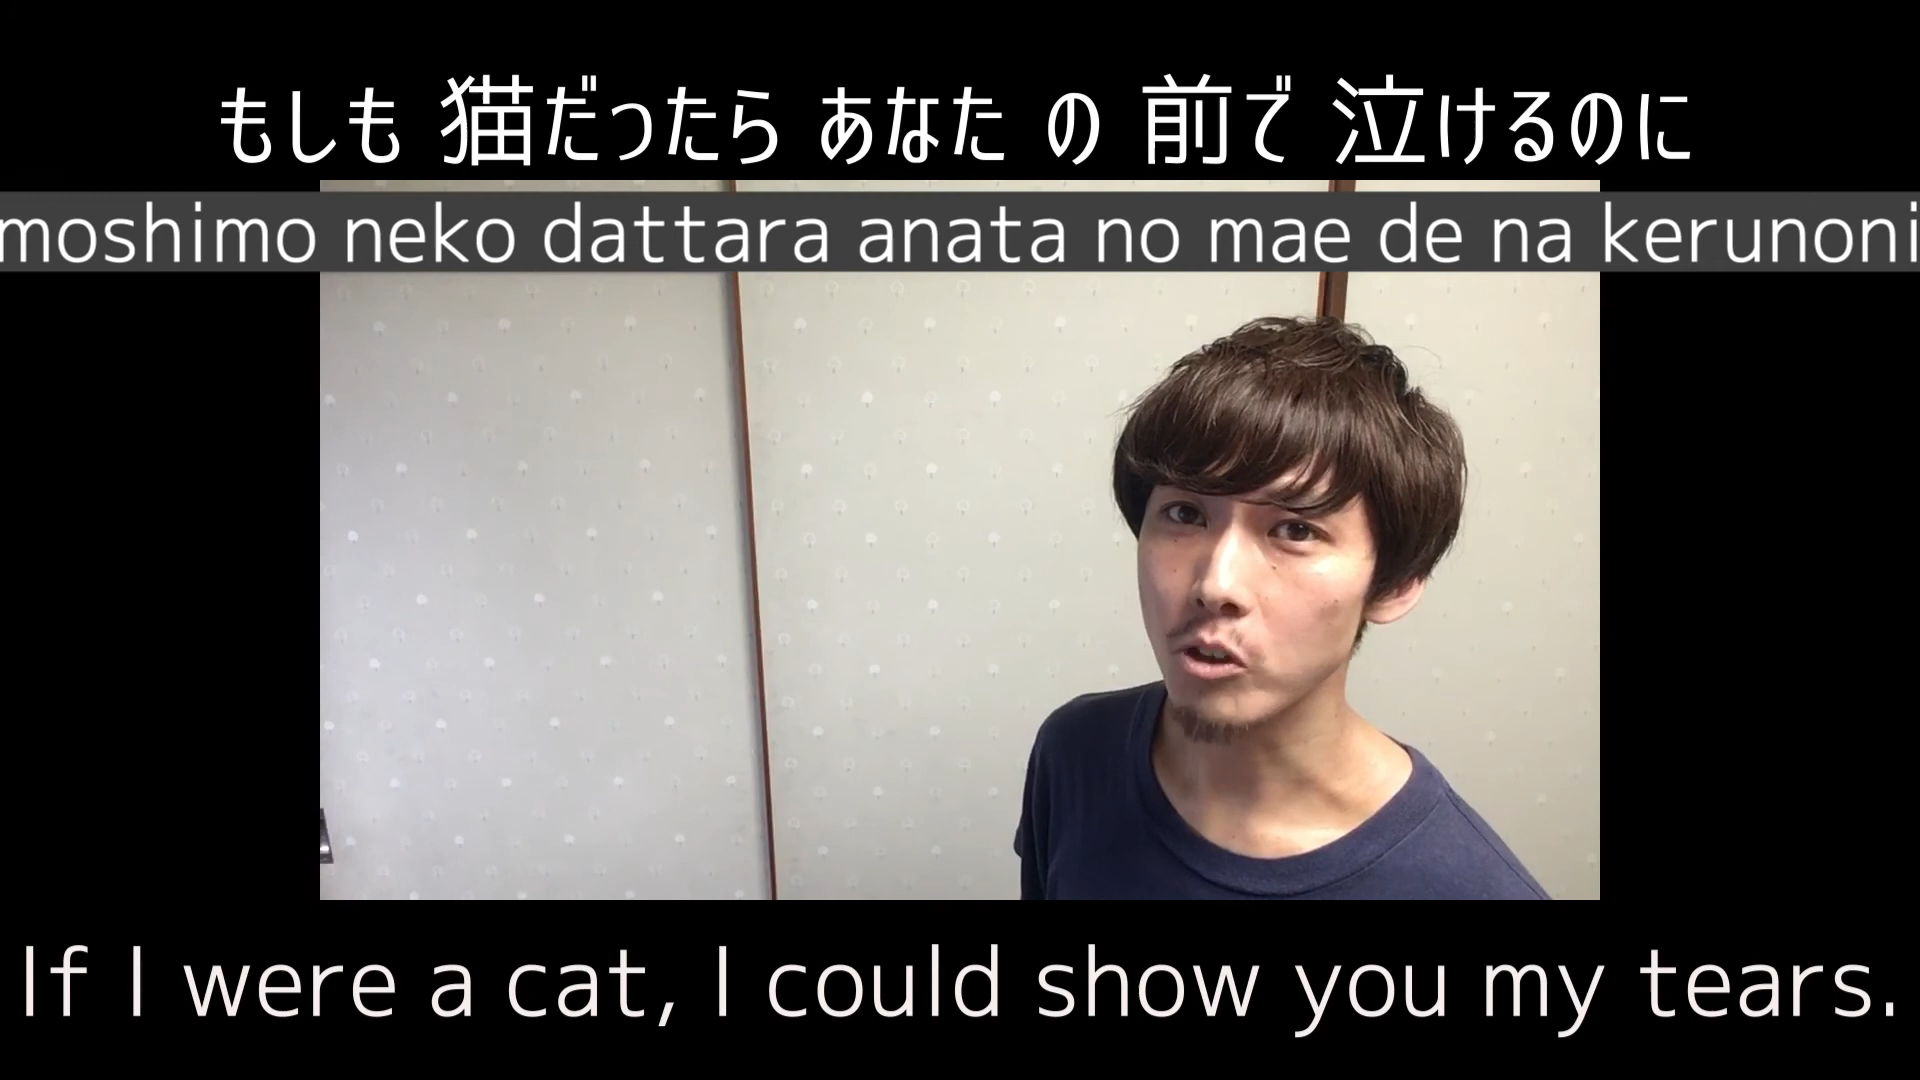 もしも 猫だったら あなた の 前で 泣けるのに
moshimo neko dattara anata no mae de na kerunoni
If I were a cat, I could show you my tears.